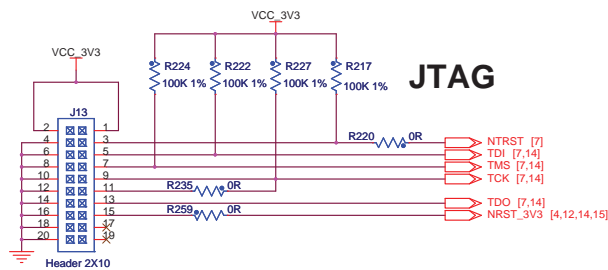 VCC_3V3
VCC_3V3
R224 R222 R227 R217
100K 1% 100K 1% 100K 1% 100K 1%
JTAG
J13
2 1
4 3
R220 0R
NTRST [7]
6 5
TDI [7,14]
8 7
TMS [7,14]
10 9
TCK [7,14]
12 11
R235 0R
14 13
TDO [7,14]
16 15
R259 0R
NRST_3V3 [4,12,14,15]
18 17
20 19
Header 2X10